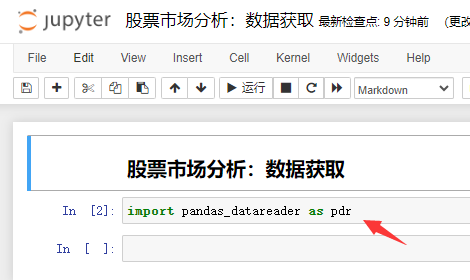 jupyter 股票市场分析：数据获取 最新检查点: 9 分钟前 （更改
File Edit View Insert Cell Kernel Widgets Help
运行 Markdown
股票市场分析：数据获取
In [2]: import pandas_datareader as pdr
In [ ]: